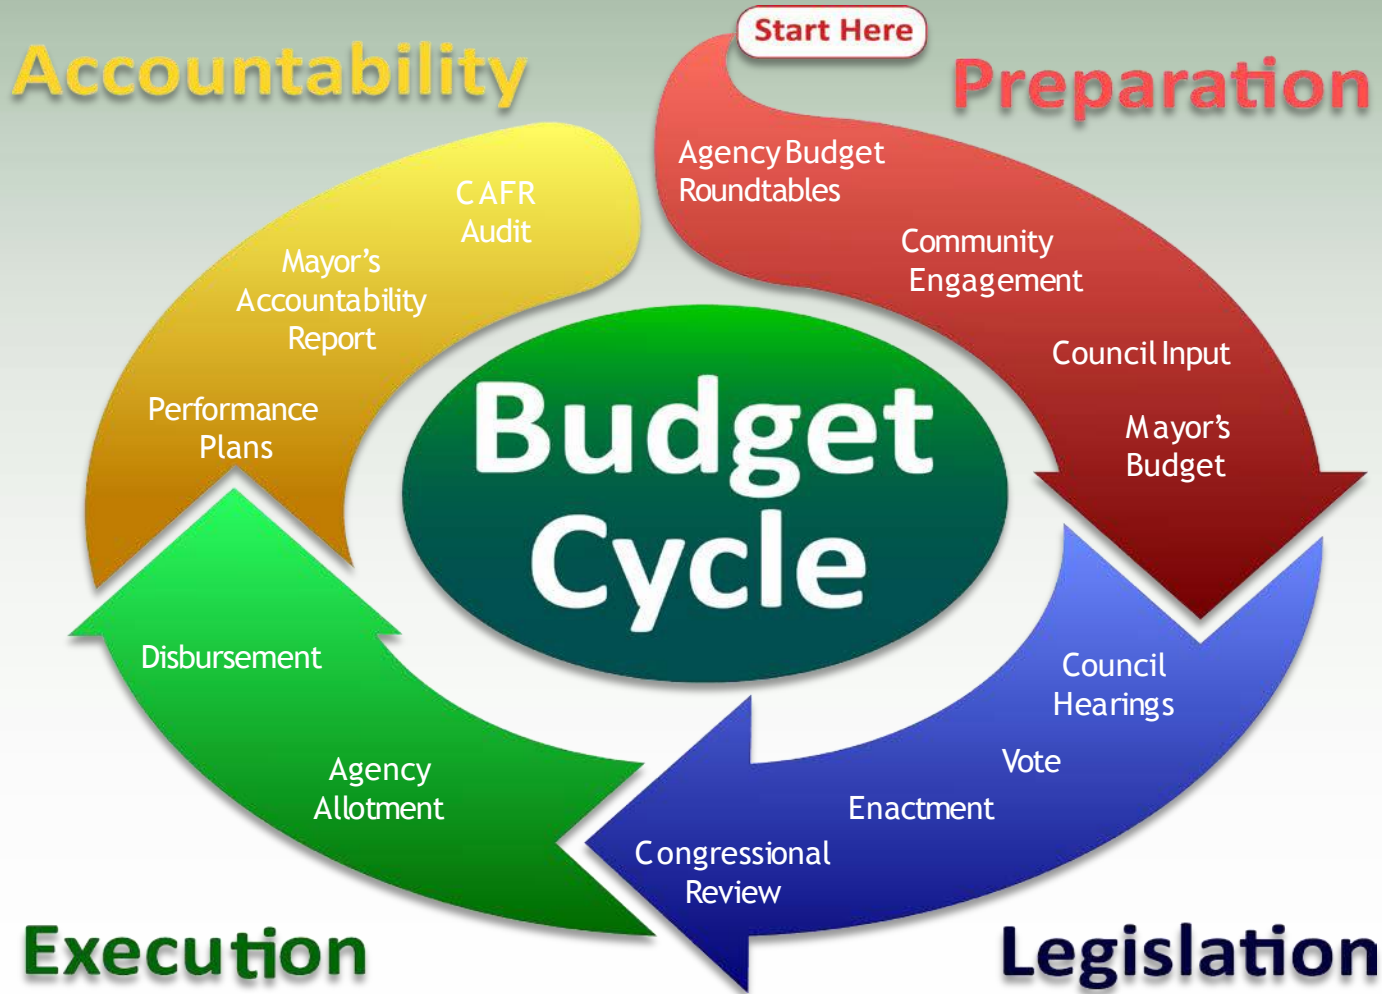 Start Here
Accountability
Preparation
Agency Budget
Roundtables
Community
Engagement
Council Input
Mayor’s
Budget
Council
Hearings
Vote
Enactment
Congressional
Review
Agency
Allotment
Disbursement
Performance
Plans
Mayor’s
Accountability
Report
CAFR
Audit
Budget
Cycle
Execution
Legislation